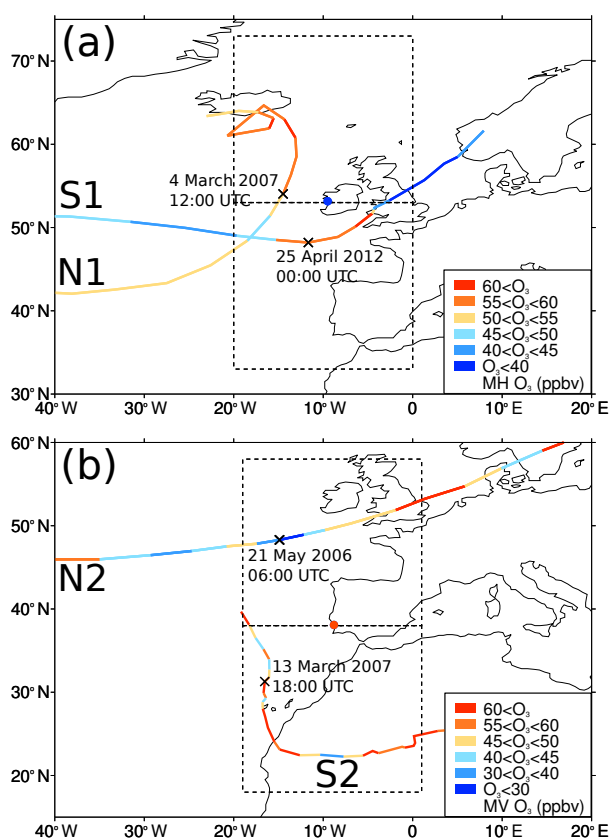 (a)
70° N
60° N
50° N
40° N
30° N
4 March 2007
12:00 UTC
S1
N1
25 April 2012
00:00 UTC
60<O₃
55<O₃<60
50<O₃<55
45<O₃<50
40<O₃<45
O₃<40
MH O₃ (ppbv)
40° W 30° W 20° W 10° W 0 10° E 20° E
(b)
60° N
50° N
40° N
30° N
20° N
N2
21 May 2006
06:00 UTC
13 March 2007
18:00 UTC
S2
60<O₃
55<O₃<60
45<O₃<50
40<O₃<45
30<O₃<40
O₃<30
MV O₃ (ppbv)
40° W 30° W 20° W 10° W 0 10° E 20° E